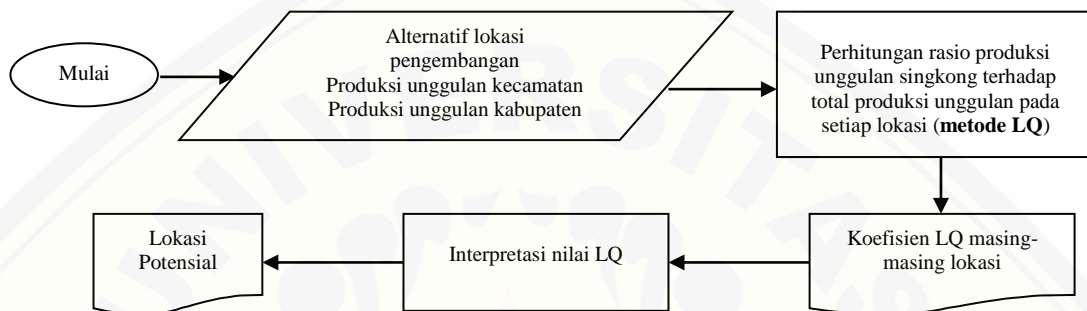 Mulai
Alternatif lokasi
pengembangan
Produksi unggulan kecamatan
Produksi unggulan kabupaten
Perhitungan rasio produksi
unggulan singkong terhadap
total produksi unggulan pada
setiap lokasi (metode LQ)
Koefisien LQ masing-
masing lokasi
Interpretasi nilai LQ
Lokasi
Potensial
UNIVERSITAS